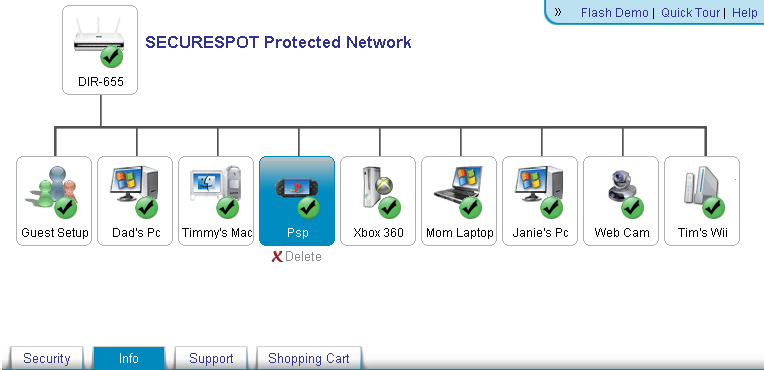 » Flash Demo | Quick Tour | Help
SECURESPOT Protected Network
DIR-655
Guest Setup Dad's Pc Timmy's Mac Psp Xbox 360 Mom Laptop Janie's Pc Web Cam Tim's Wii
X Delete
Security Info Support Shopping Cart